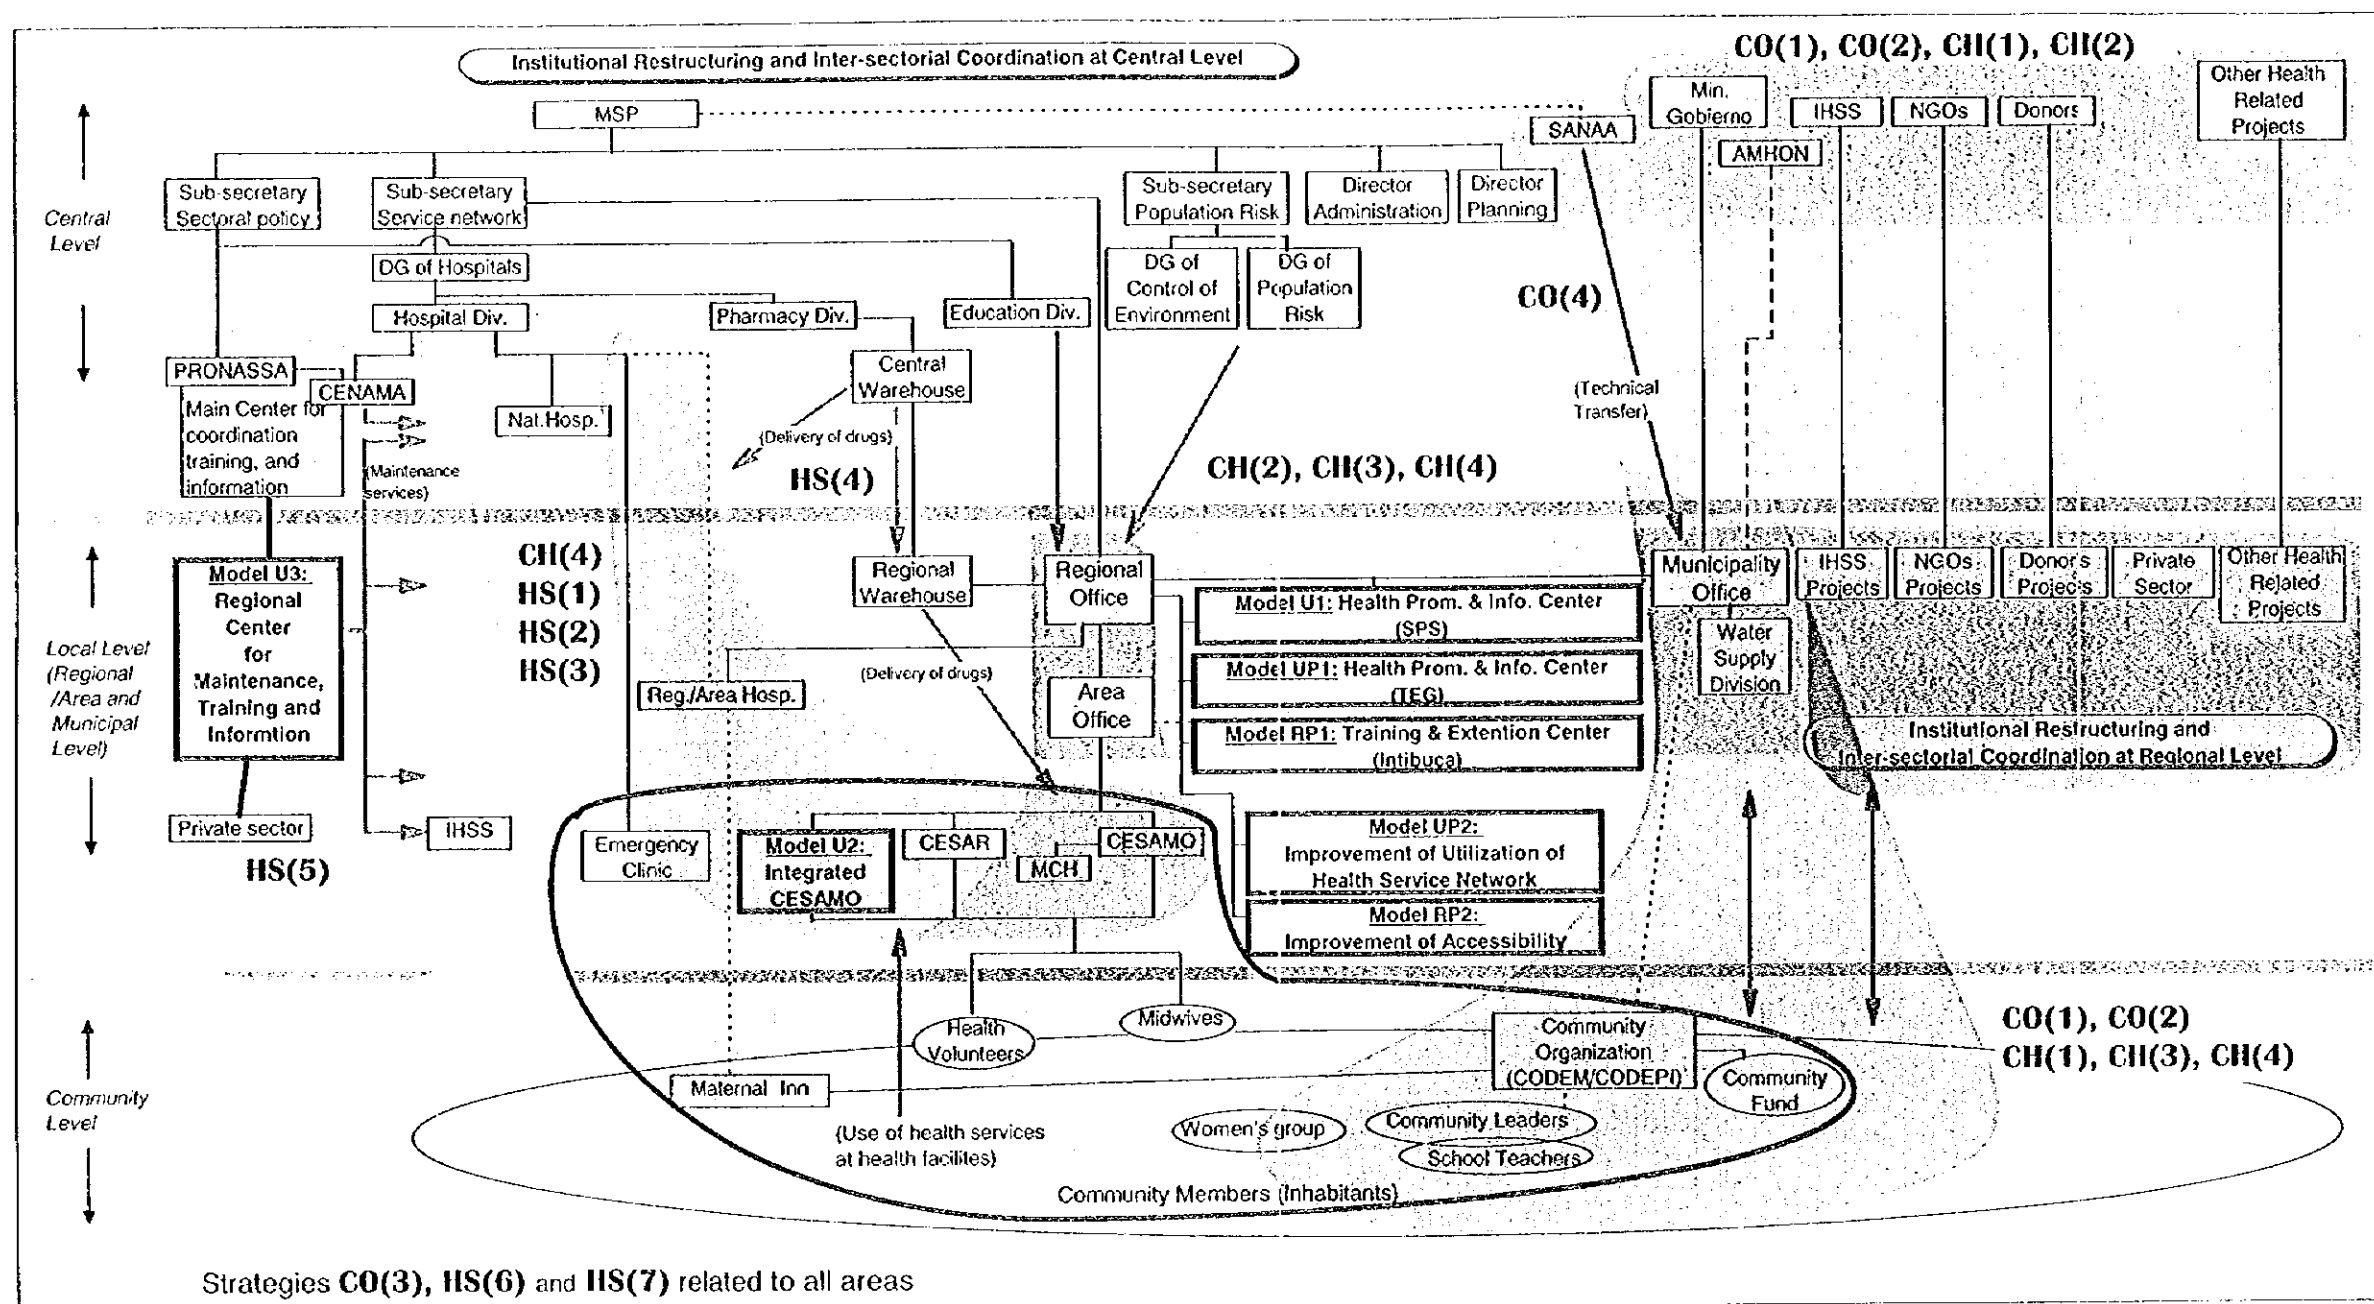 Institutional Restructuring and Inter-sectorial Coordination at Central Level
CO(1), CO(2), CH(1), CH(2)
MSP
SANAA
Min.
Gobierno
AMHON
IHSS
NGOs
Donors
Other Health
Related
Projects
Central
Level
Sub-secretary
Sectoral policy
Sub-secretary
Service network
Sub-secretary
Population Risk
Director
Administration
Director
Planning
DG of Hospitals
DG of
Control of
Environment
DG of
Population
Risk
CO(4)
Hospital Div.
Pharmacy Div.
Education Div.
PRONASSA
CENAMA
Main Center for
coordination
training, and
information
Nat.Hosp.
Central
Warehouse
(Delivery of drugs)
(Maintenance
services)
HS(4)
CH(2), CH(3), CH(4)
(Technical
Transfer)
Local Level
(Regional
/Area and
Municipal
Level)
Model U3:
Regional
Center
for
Maintenance,
Training and
Informtion
CH(4)
HS(1)
HS(2)
HS(3)
Regional
Warehouse
Regional
Office
Municipality
Office
IHSS
Projects
NGOs
Projects
Donor's
Projects
Private
Sector
Other Health
Related
Projects
Model U1: Health Prom. & Info. Center
(SPS)
Water
Supply
Division
Model UP1: Health Prom. & Info. Center
(TEG)
(Delivery of drugs)
Reg./Area Hosp.
Area
Office
Model RP1: Training & Extention Center
(Intibuca)
Institutional Restructuring and
Inter-sectorial Coordination at Regional Level
Private sector
IHSS
HS(5)
Emergency
Clinic
Model U2:
Integrated
CESAMO
CESAR
MCH
CESAMO
Model UP2:
Improvement of Utilization of
Health Service Network
Model RP2:
Improvement of Accessibility
Community
Level
Health
Volunteers
Midwives
Community
Organization
(CODEM/CODEPI)
CO(1), CO(2)
CH(1), CH(3), CH(4)
Maternal Inn
Community
Fund
(Use of health services
at health facilites)
Women's group
Community Leaders
School Teachers
Community Members (Inhabitants)
Strategies CO(3), HS(6) and HS(7) related to all areas